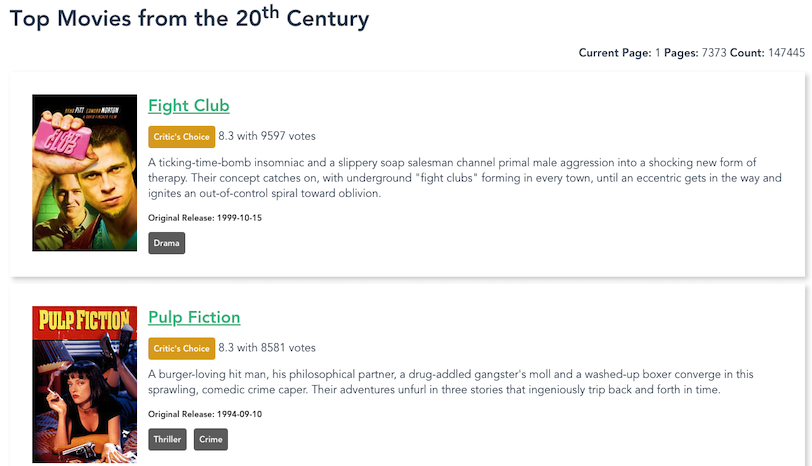 Top Movies from the 20th Century
Current Page: 1 Pages: 7373 Count: 147445
BRAD PITT EDWARD NORTON
FIGHT CLUB
Fight Club
Critic's Choice 8.3 with 9597 votes
A ticking-time-bomb insomniac and a slippery soap salesman channel primal male aggression into a shocking new form of
therapy. Their concept catches on, with underground "fight clubs" forming in every town, until an eccentric gets in the way and
ignites an out-of-control spiral toward oblivion.
Original Release: 1999-10-15
Drama
PULP FICTION
Pulp Fiction
Critic's Choice 8.3 with 8581 votes
A burger-loving hit man, his philosophical partner, a drug-addled gangster's moll and a washed-up boxer converge in this
sprawling, comedic crime caper. Their adventures unfurl in three stories that ingeniously trip back and forth in time.
Original Release: 1994-09-10
Thriller Crime